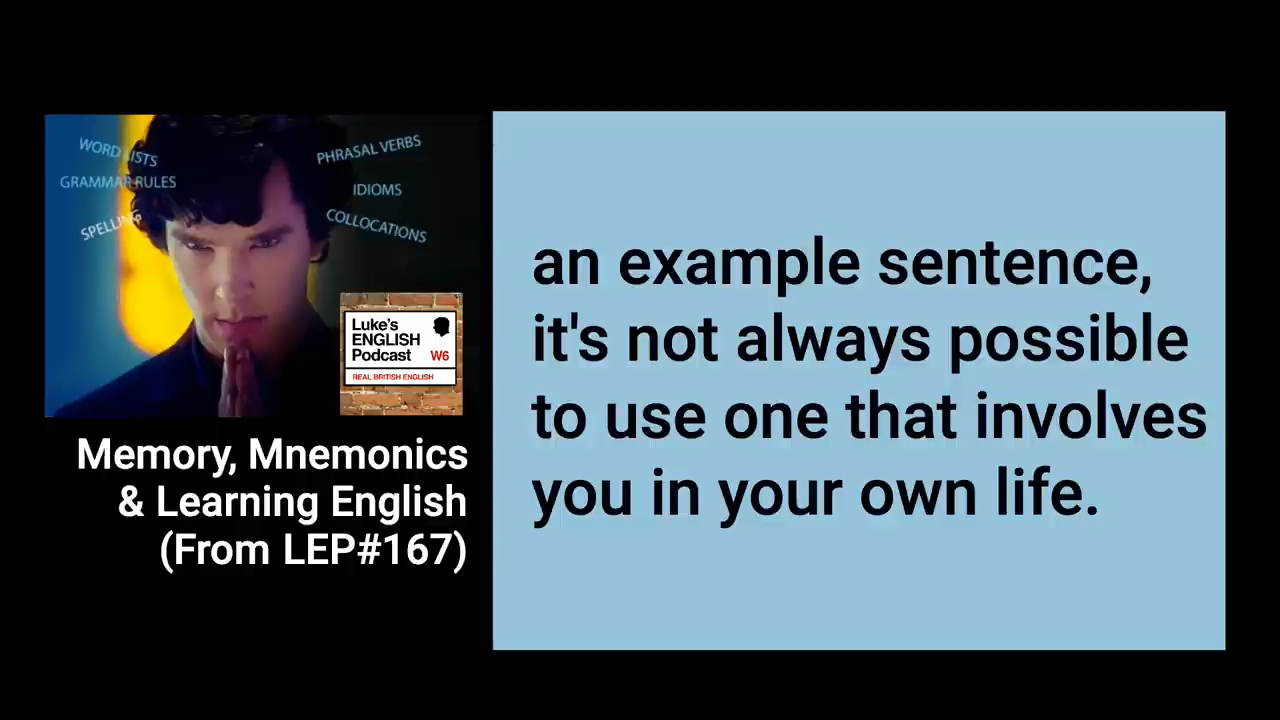 WORD LISTS
GRAMMAR RULES
SPELLING
PHRASAL VERBS
IDIOMS
COLLOCATIONS
Luke's
ENGLISH
Podcast
W6
REAL BRITISH ENGLISH
Memory, Mnemonics
& Learning English
(From LEP#167)
an example sentence,
it's not always possible
to use one that involves
you in your own life.